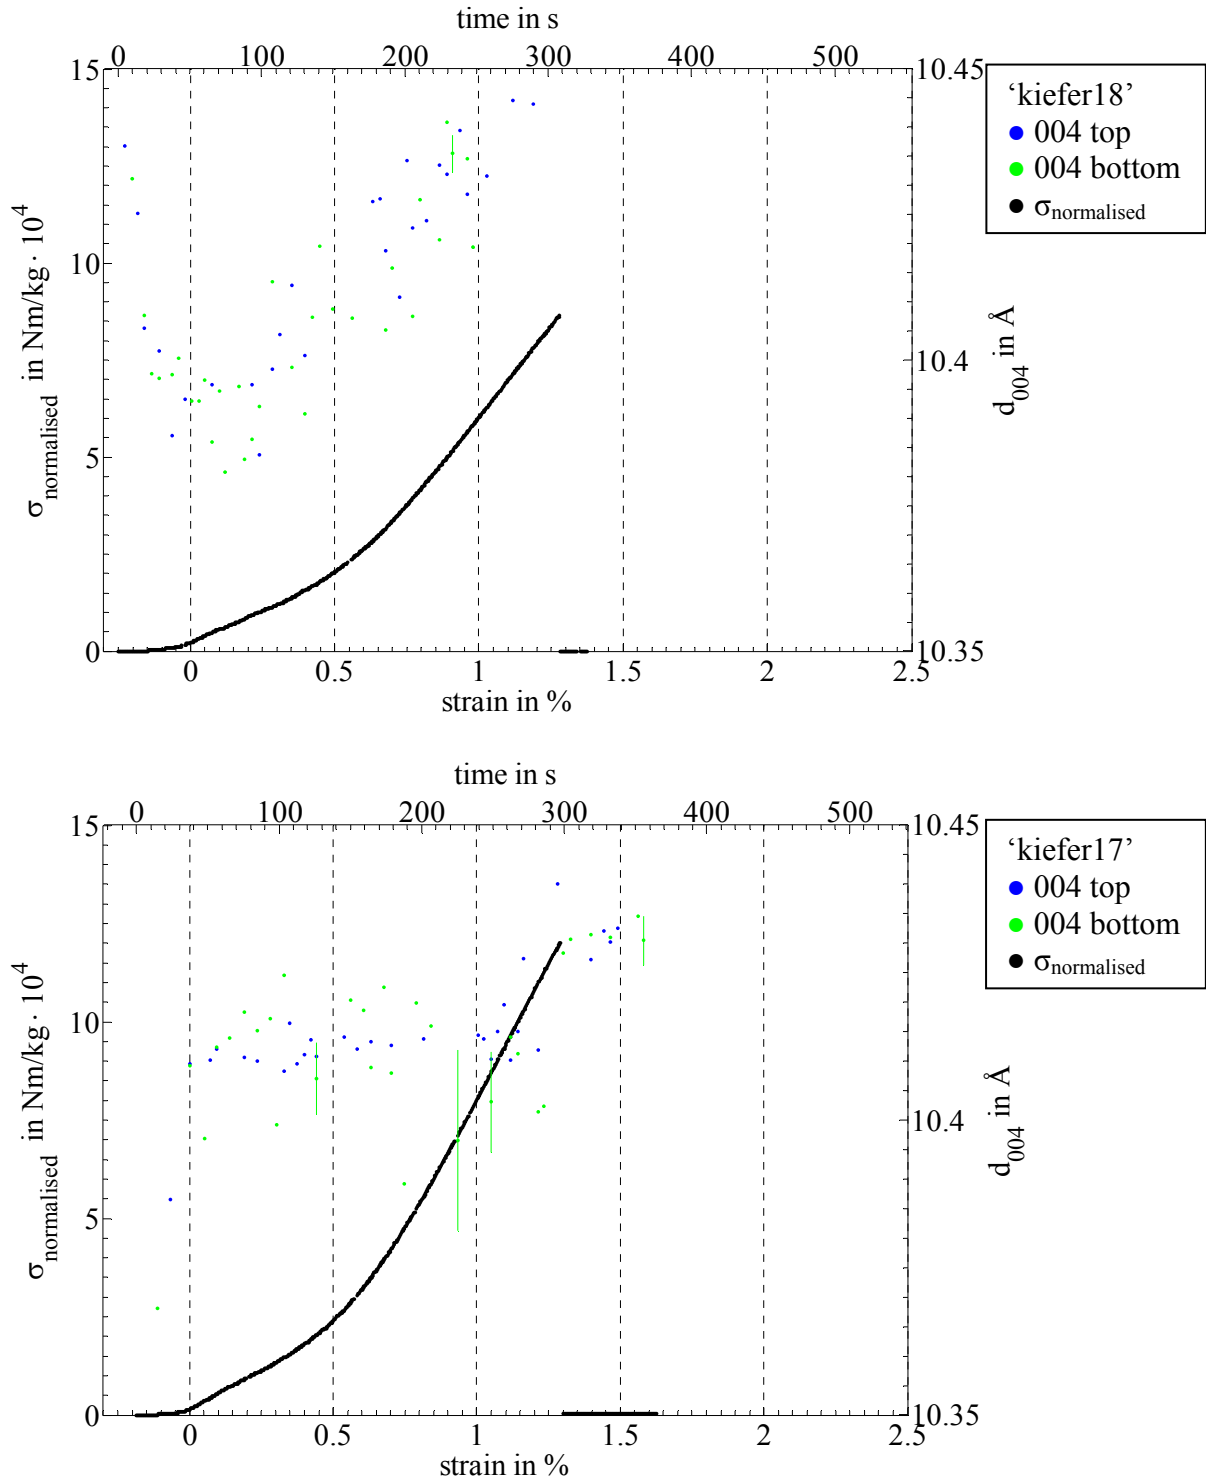 time in s
0 100 200 300 400 500
15 10.45
10
5
0
10.4
10.35
σnormalised in Nm/kg · 10^4
d004 in Å
0 0.5 1 1.5 2 2.5
strain in %
‘kiefer18’
004 top
004 bottom
σnormalised
time in s
0 100 200 300 400 500
15 10.45
10
5
0
10.4
10.35
σnormalised in Nm/kg · 10^4
d004 in Å
0 0.5 1 1.5 2 2.5
strain in %
‘kiefer17’
004 top
004 bottom
σnormalised